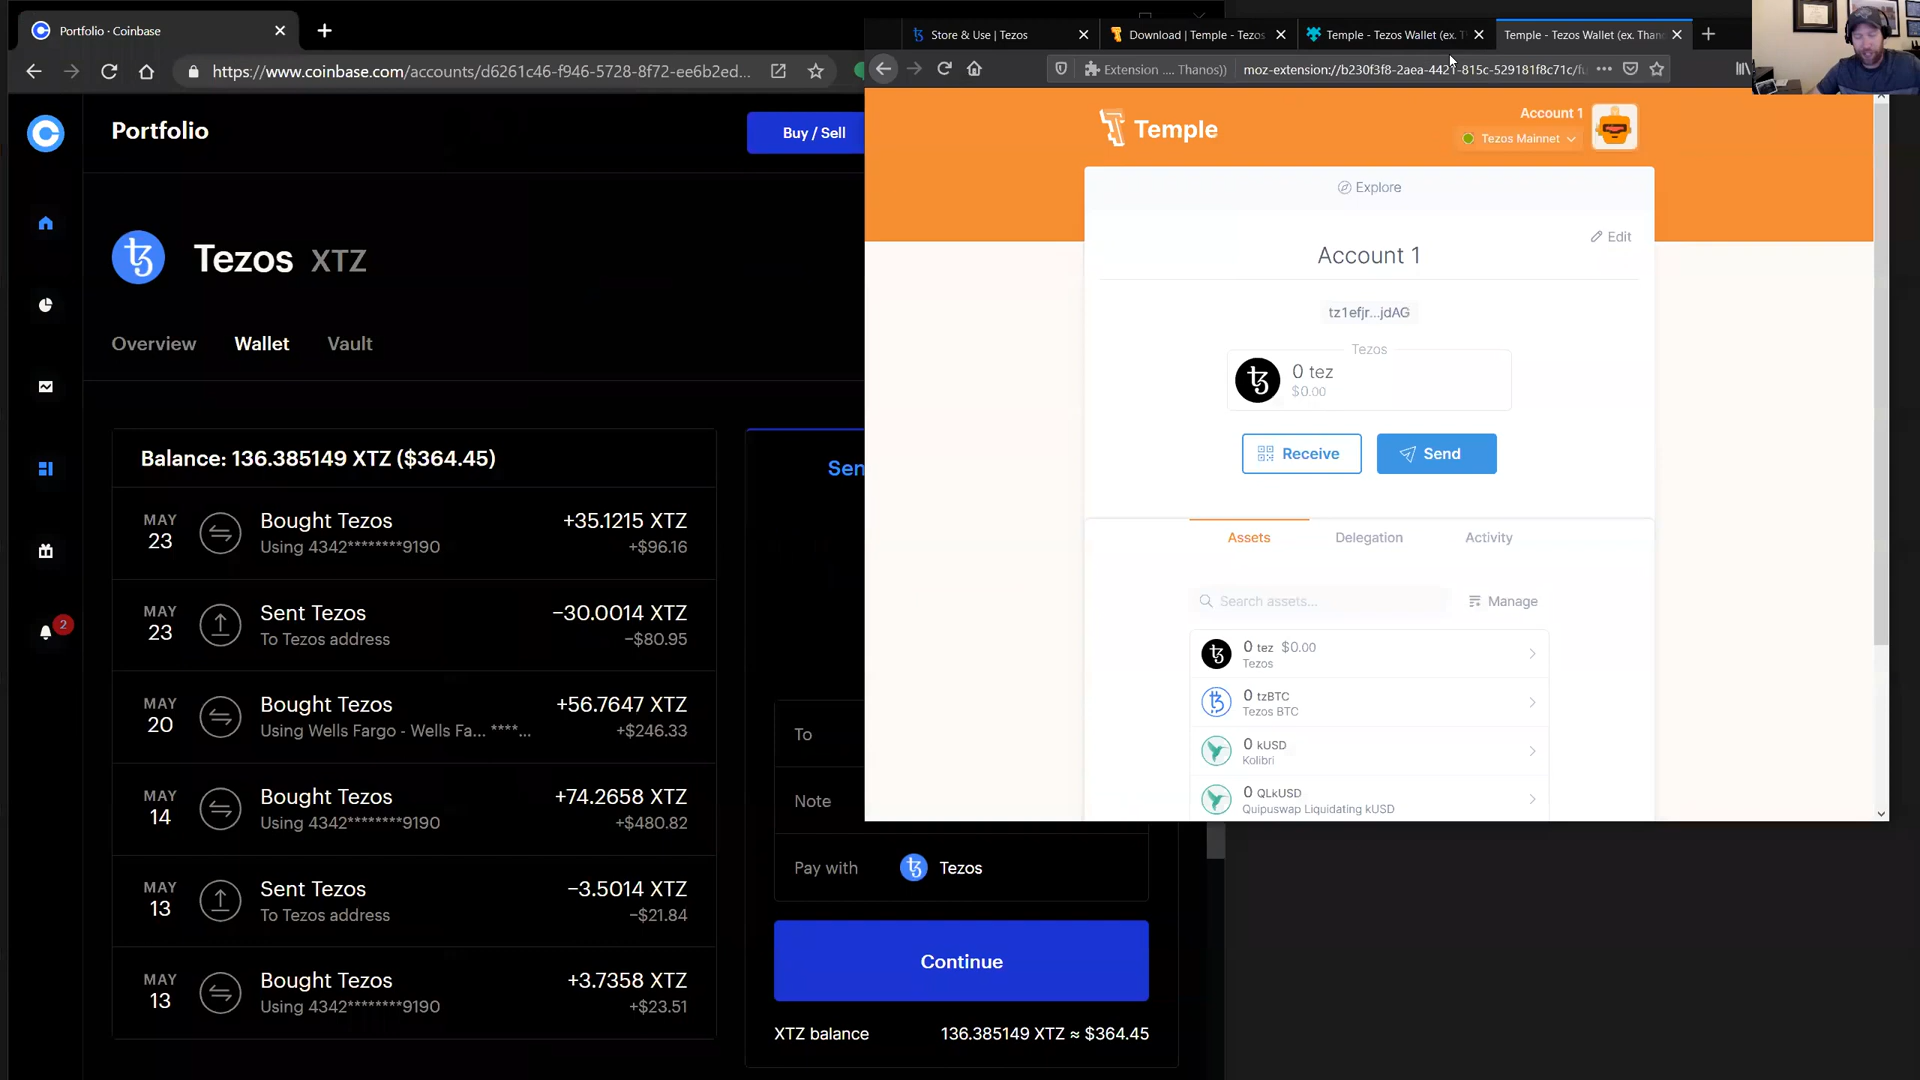 Portfolio · Coinbase
https://www.coinbase.com/accounts/d6261c46-f946-5728-8f72-ee6b2ed...
Portfolio
Buy / Sell
Tezos XTZ
Overview Wallet Vault
Balance: 136.385149 XTZ ($364.45)
MAY 23
Bought Tezos +35.1215 XTZ
Using 4342********9190 +$96.16
MAY 23
Sent Tezos −30.0014 XTZ
To Tezos address −$80.95
MAY 20
Bought Tezos +56.7647 XTZ
Using Wells Fargo - Wells Fa... ****... +$246.33
MAY 14
Bought Tezos +74.2658 XTZ
Using 4342********9190 +$480.82
MAY 13
Sent Tezos −3.5014 XTZ
To Tezos address −$21.84
MAY 13
Bought Tezos +3.7358 XTZ
Using 4342********9190 +$23.51
2
Sen
To
Note
Pay with Tezos
Continue
XTZ balance 136.385149 XTZ ≈ $364.45
Store & Use | Tezos
Download | Temple - Tezos
Temple - Tezos Wallet (ex. T
Temple - Tezos Wallet (ex. Thano
Extension .... Thanos)) moz-extension://b230f3f8-2aea-4421-815c-529181f8c71c/fu
Temple
Account 1
Tezos Mainnet
Explore
Edit
Account 1
tz1efjr...jdAG
Tezos
0 tez
$0.00
Receive Send
Assets Delegation Activity
Search assets... Manage
0 tez $0.00
Tezos
0 tzBTC
Tezos BTC
0 kUSD
Kolibri
0 QLkUSD
Quipuswap Liquidating kUSD